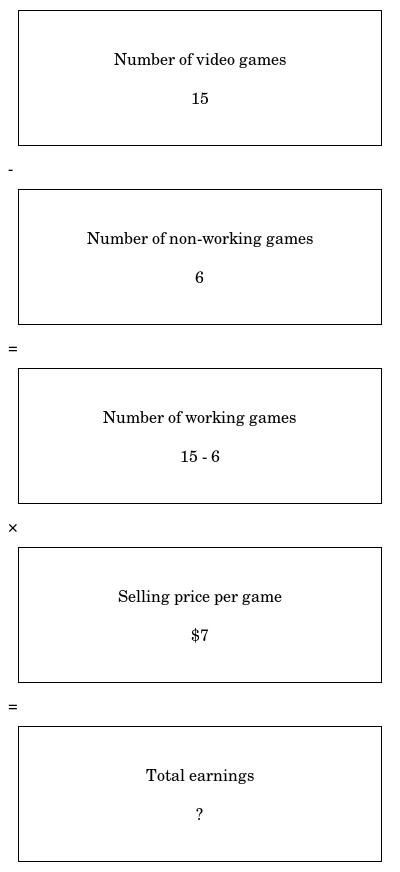 Number of video games
15
-
Number of non-working games
6
=
Number of working games
15 - 6
×
Selling price per game
$7
=
Total earnings
?